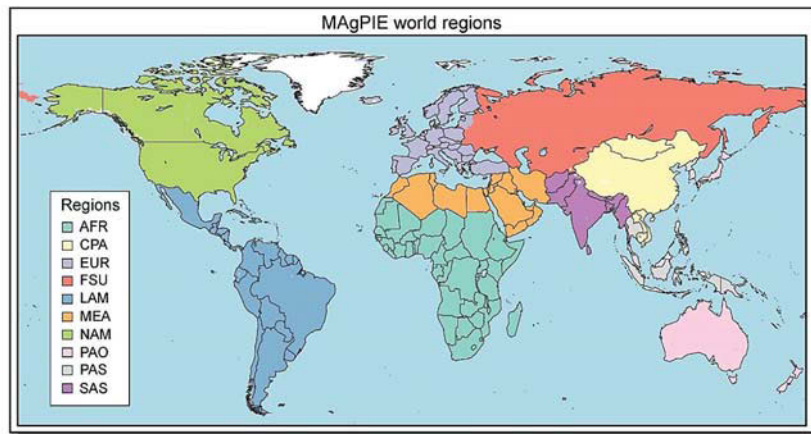 MAgPIE world regions
Regions
AFR
CPA
EUR
FSU
LAM
MEA
NAM
PAO
PAS
SAS